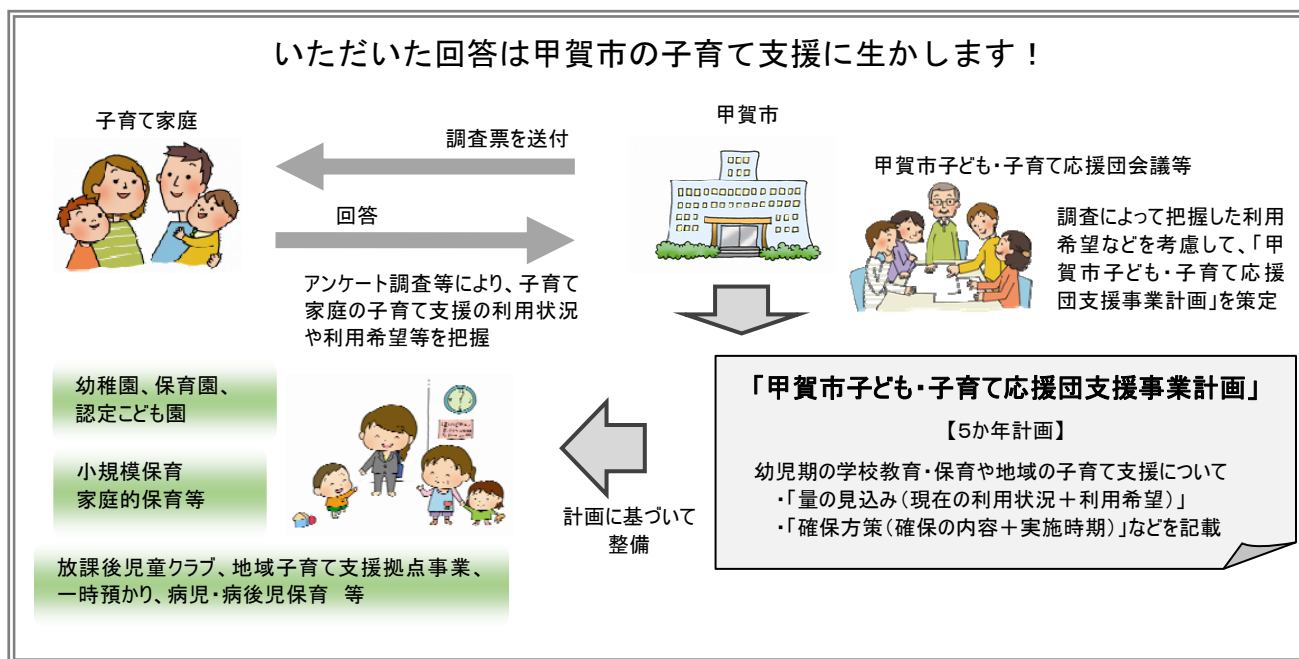 いただいた回答は甲賀市の子育て支援に生かします！
子育て家庭
調査票を送付
甲賀市
甲賀市子ども・子育て応援団会議等
回答
調査によって把握した利用
希望などを考慮して、「甲
賀市子ども・子育て応援
団支援事業計画」を策定
アンケート調査等により、子育て
家庭の子育て支援の利用状況
や利用希望等を把握
「甲賀市子ども・子育て応援団支援事業計画」
【５か年計画】
幼児期の学校教育・保育や地域の子育て支援について
・「量の見込み（現在の利用状況＋利用希望）」
・「確保方策（確保の内容＋実施時期）」などを記載
計画に基づいて
整備
幼稚園、保育園、
認定こども園
小規模保育
家庭的保育等
放課後児童クラブ、地域子育て支援拠点事業、
一時預かり、病児・病後児保育　等